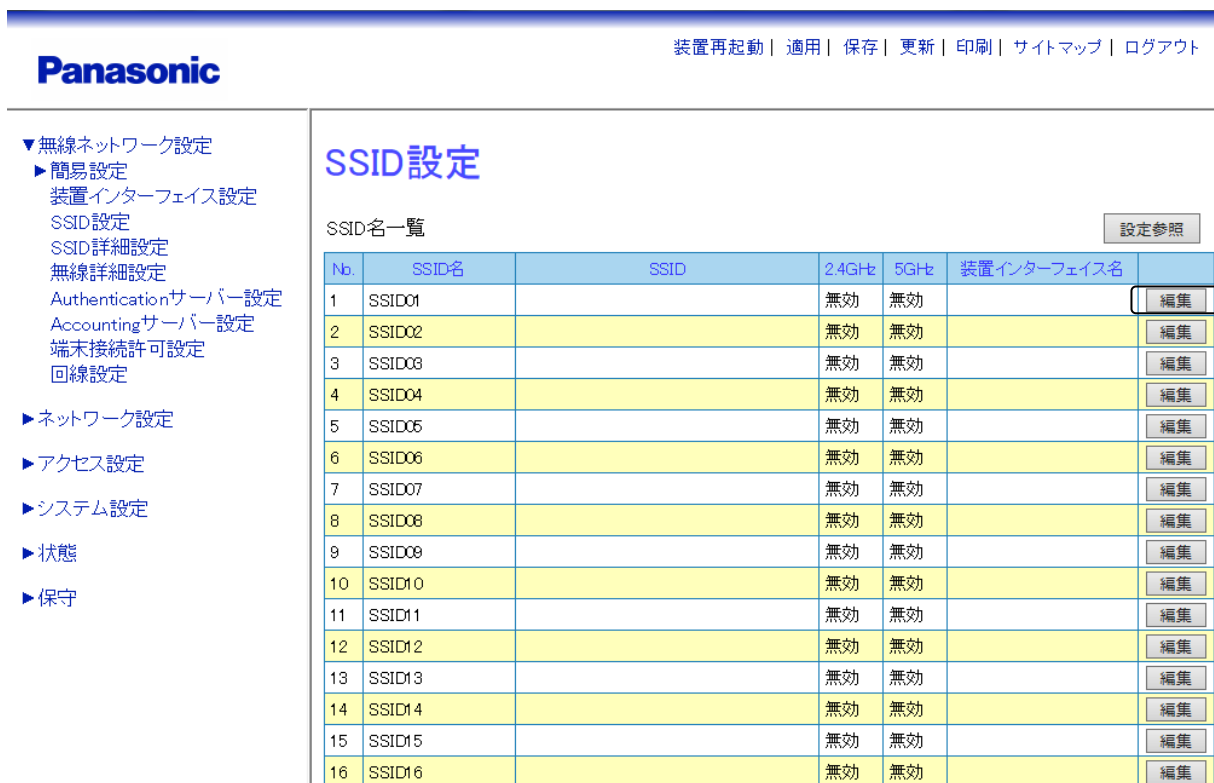 装置再起動| 適用| 保存| 更新| 印刷| サイトマップ| ログアウト
Panasonic
▼無線ネットワーク設定
▶簡易設定
装置インターフェイス設定
SSID設定
SSID詳細設定
無線詳細設定
Authenticationサーバー設定
Accountingサーバー設定
端末接続許可設定
回線設定
▶ネットワーク設定
▶アクセス設定
▶システム設定
▶状態
▶保守
SSID設定
SSID名一覧 設定参照
No. SSID名 SSID 2.4GHz 5GHz 装置インターフェイス名
1 SSID01 無効 無効 編集
2 SSID02 無効 無効 編集
3 SSID03 無効 無効 編集
4 SSID04 無効 無効 編集
5 SSID05 無効 無効 編集
6 SSID06 無効 無効 編集
7 SSID07 無効 無効 編集
8 SSID08 無効 無効 編集
9 SSID09 無効 無効 編集
10 SSID10 無効 無効 編集
11 SSID11 無効 無効 編集
12 SSID12 無効 無効 編集
13 SSID13 無効 無効 編集
14 SSID14 無効 無効 編集
15 SSID15 無効 無効 編集
16 SSID16 無効 無効 編集